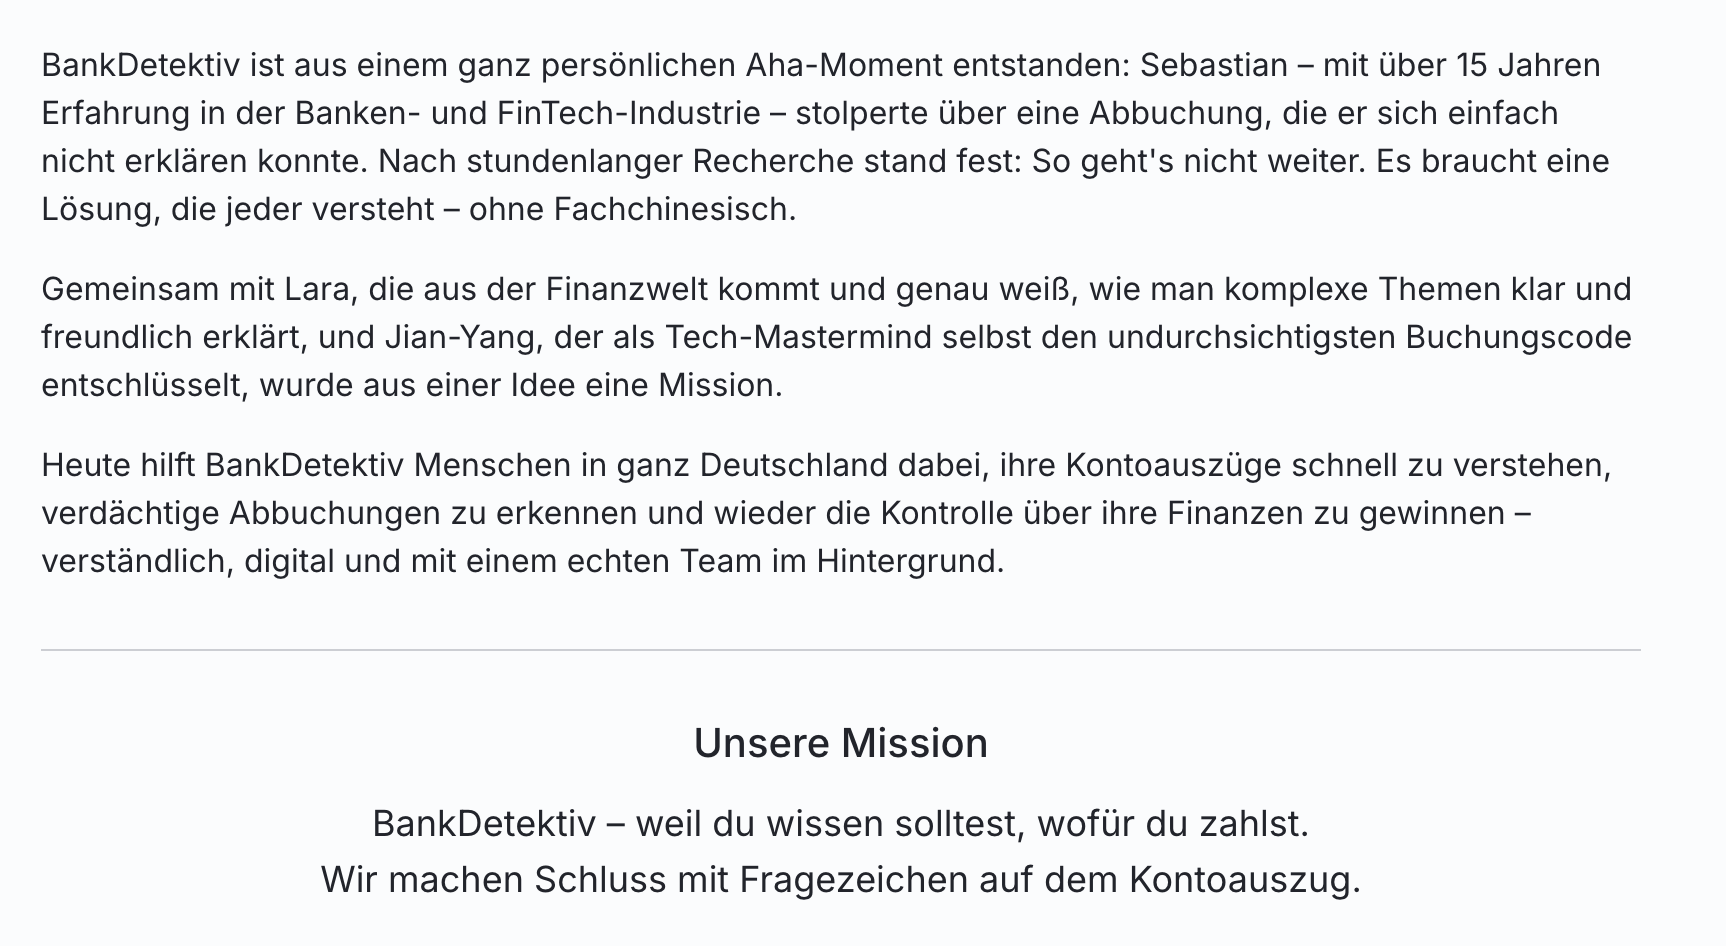 BankDetektiv ist aus einem ganz persönlichen Aha-Moment entstanden: Sebastian – mit über 15 Jahren
Erfahrung in der Banken- und FinTech-Industrie – stolperte über eine Abbuchung, die er sich einfach
nicht erklären konnte. Nach stundenlanger Recherche stand fest: So geht's nicht weiter. Es braucht eine
Lösung, die jeder versteht – ohne Fachchinesisch.
Gemeinsam mit Lara, die aus der Finanzwelt kommt und genau weiß, wie man komplexe Themen klar und
freundlich erklärt, und Jian-Yang, der als Tech-Mastermind selbst den undurchsichtigsten Buchungscode
entschlüsselt, wurde aus einer Idee eine Mission.
Heute hilft BankDetektiv Menschen in ganz Deutschland dabei, ihre Kontoauszüge schnell zu verstehen,
verdächtige Abbuchungen zu erkennen und wieder die Kontrolle über ihre Finanzen zu gewinnen –
verständlich, digital und mit einem echten Team im Hintergrund.
Unsere Mission
BankDetektiv – weil du wissen solltest, wofür du zahlst.
Wir machen Schluss mit Fragezeichen auf dem Kontoauszug.